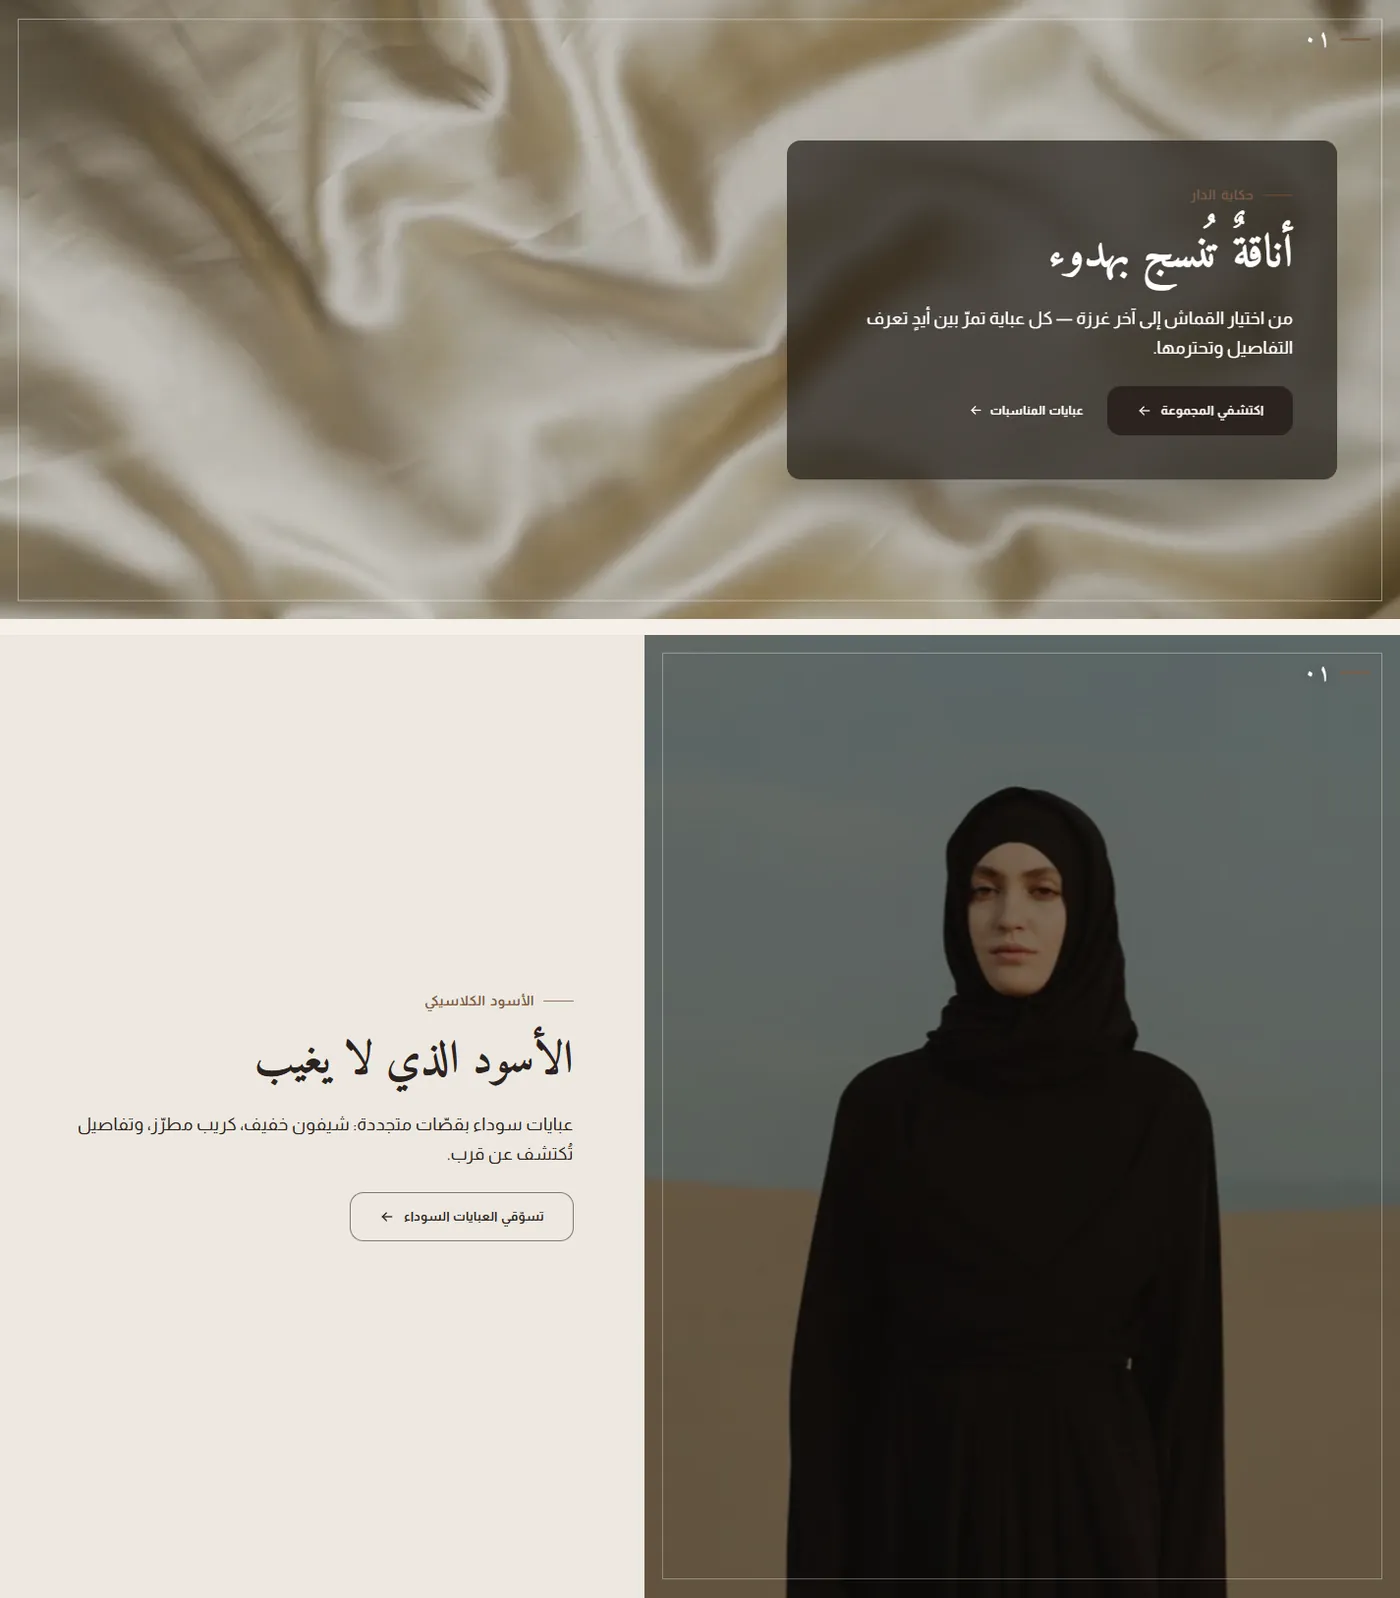 ٠١
حكاية الدار
أناقةٌ تُنسج بهدوء
من اختيار القماش إلى آخر غرزة — كل عباية تمرّ بين أيدٍ تعرف
التفاصيل وتحترمها.
اكتشفي المجموعة ←
عبايات المناسبات ←
٠١
الأسود الكلاسيكي
الأسود الذي لا يغيب
عبايات سوداء بقصّات متجددة: شيفون خفيف، كريب مطرّز، وتفاصيل
تُكتشف عن قرب.
تسوّقي العبايات السوداء ←